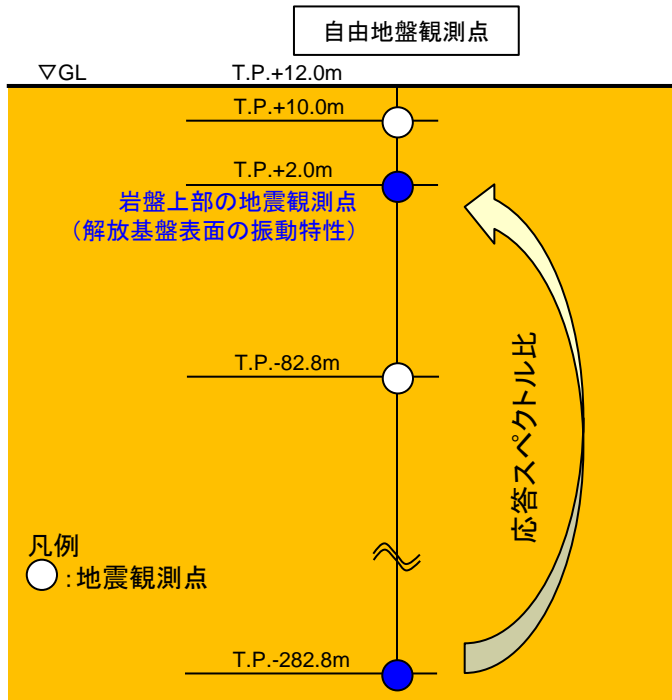 自由地盤観測点
▽GL
T.P.+12.0m
T.P.+10.0m
T.P.+2.0m
岩盤上部の地震観測点
（解放基盤表面の振動特性）
T.P.-82.8m
応答スペクトル比
凡例
：地震観測点
T.P.-282.8m